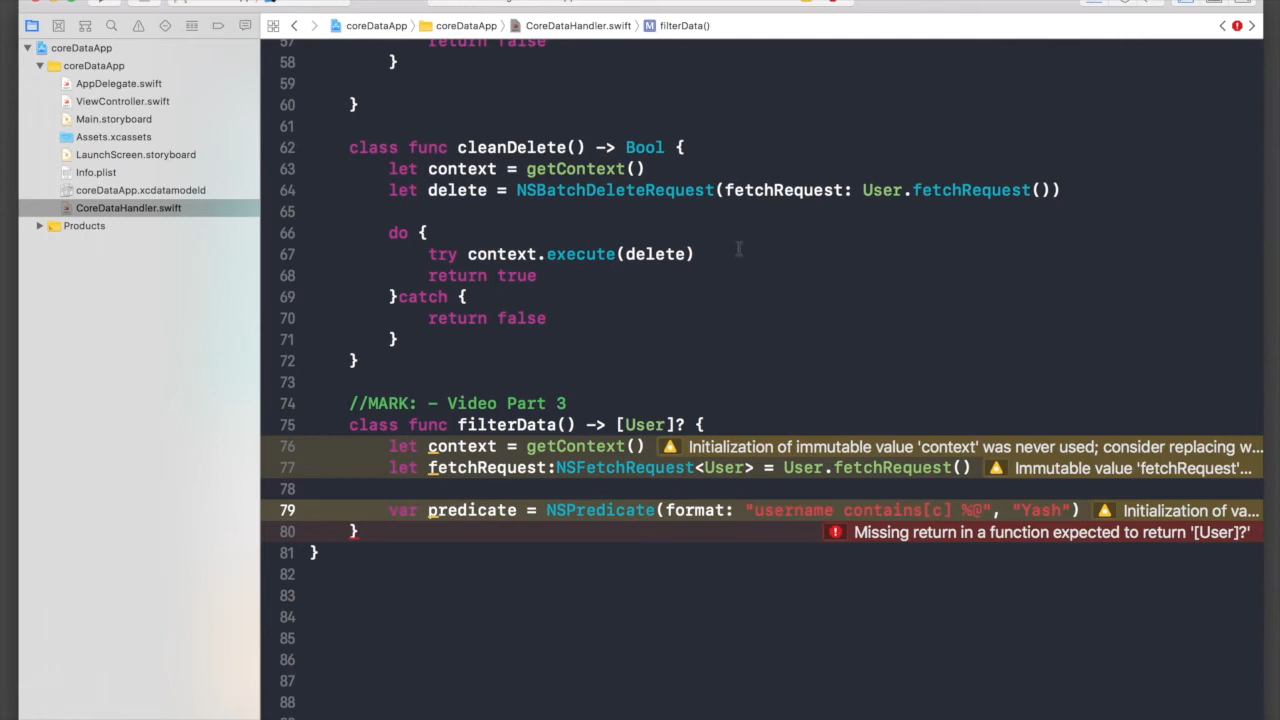 coreDataApp coreDataApp CoreDataHandler.swift M filterData()
coreDataApp
coreDataApp
AppDelegate.swift
ViewController.swift
Main.storyboard
Assets.xcassets
LaunchScreen.storyboard
Info.plist
coreDataApp.xcdatamodeld
CoreDataHandler.swift
Products
57 return false
58 }
59
60 }
61
62 class func cleanDelete() -> Bool {
63 let context = getContext()
64 let delete = NSBatchDeleteRequest(fetchRequest: User.fetchRequest())
65
66 do {
67 try context.execute(delete)
68 return true
69 }catch {
70 return false
71 }
72 }
73
74 //MARK: - Video Part 3
75 class func filterData() -> [User]? {
76 let context = getContext() Initialization of immutable value 'context' was never used; consider replacing w...
77 let fetchRequest:NSFetchRequest<User> = User.fetchRequest() Immutable value 'fetchRequest'...
78
79 var predicate = NSPredicate(format: "username contains[c] %@", "Yash") Initialization of va...
80 } Missing return in a function expected to return '[User]?'
81 }
82
83
84
85
86
87
88